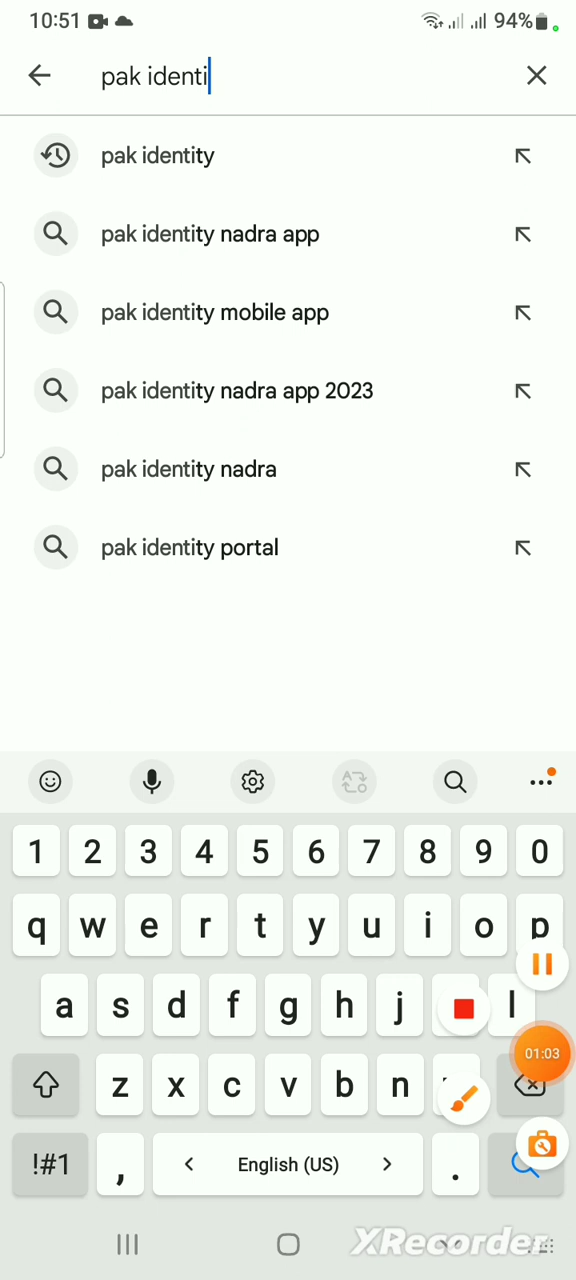 10:51 94%
pak identi
pak identity
pak identity nadra app
pak identity mobile app
pak identity nadra app 2023
pak identity nadra
pak identity portal
1 2 3 4 5 6 7 8 9 0
q w e r t y u i o p
a s d f g h j l
01:03
z x c v b n
!#1 , < English (US) > .
XRecorder